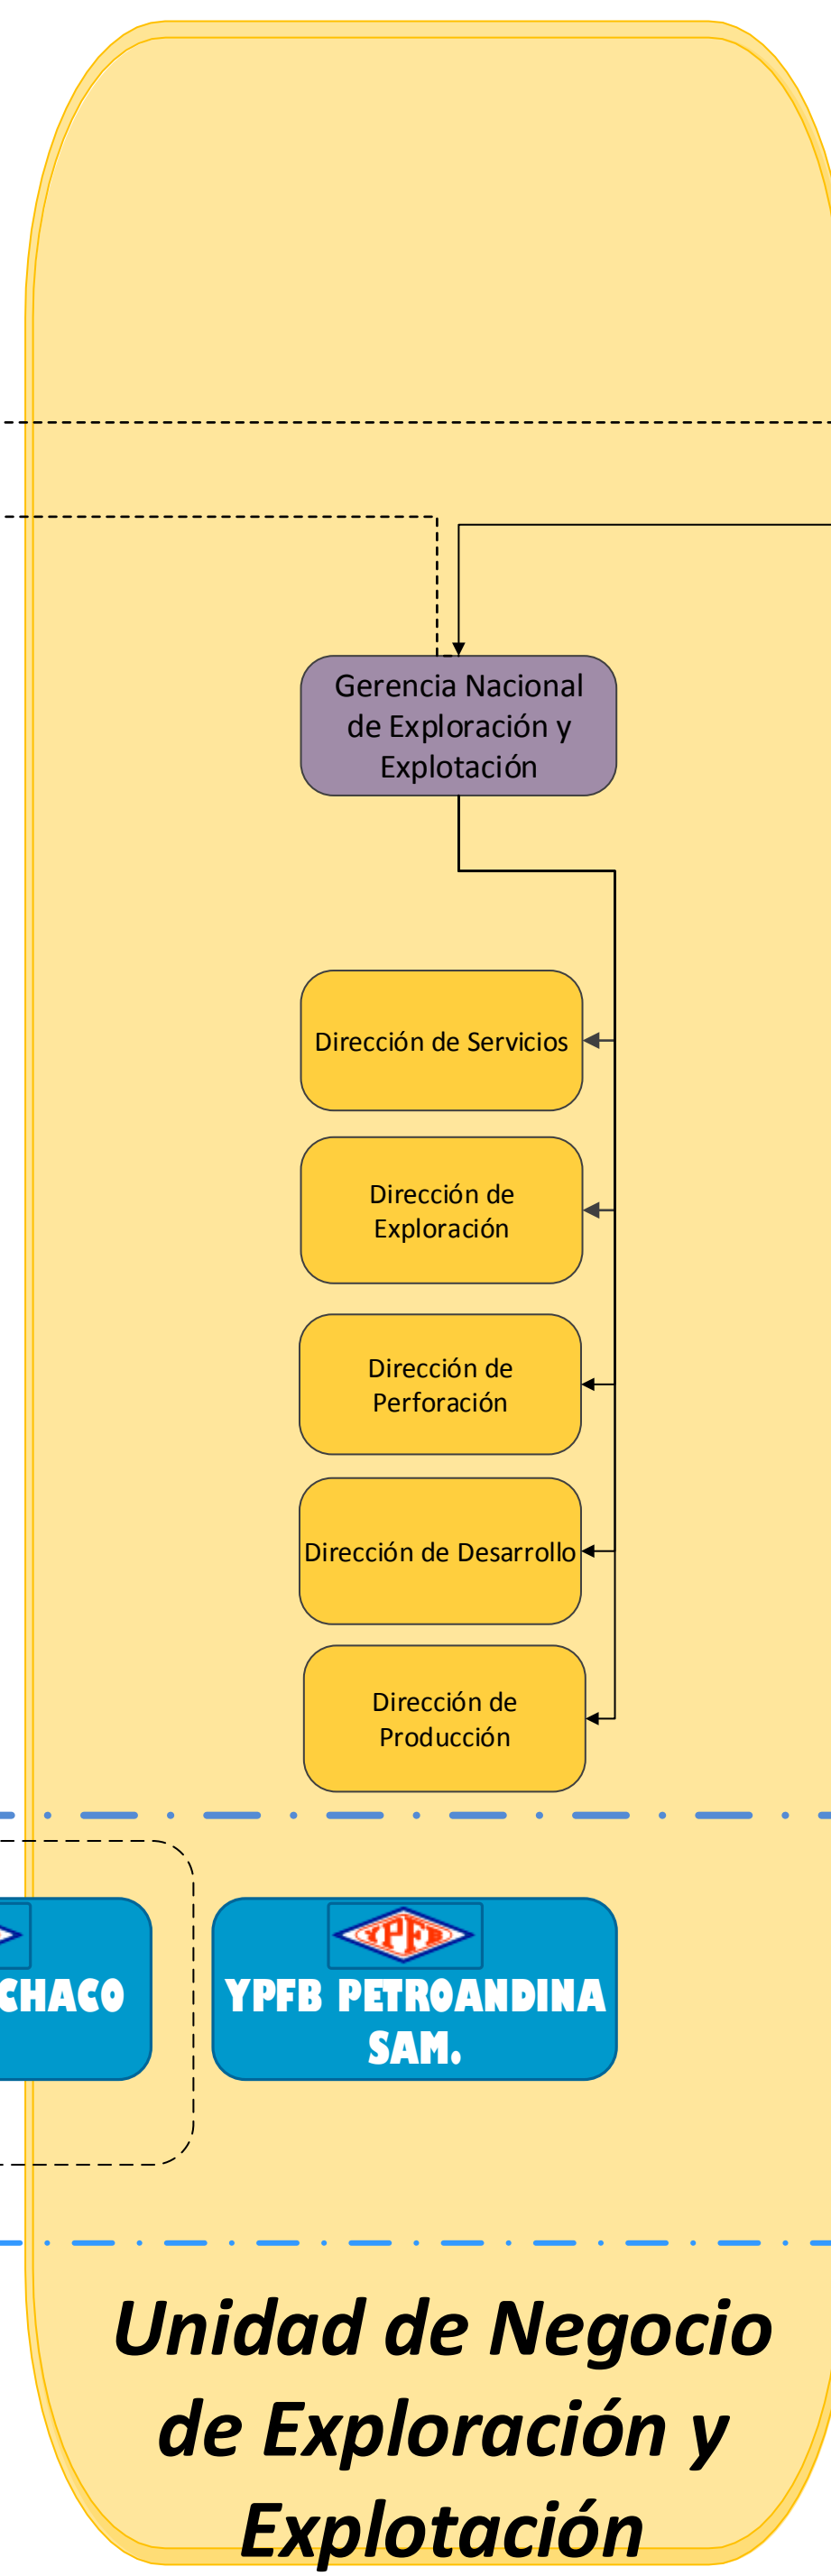 Gerencia Nacional
de Exploración y
Explotación
Dirección de Servicios
Dirección de
Exploración
Dirección de
Perforación
Dirección de Desarrollo
Dirección de
Producción
CHACO
YPFB
YPFB PETROANDINA
SAM.
Unidad de Negocio
de Exploración y
Explotación